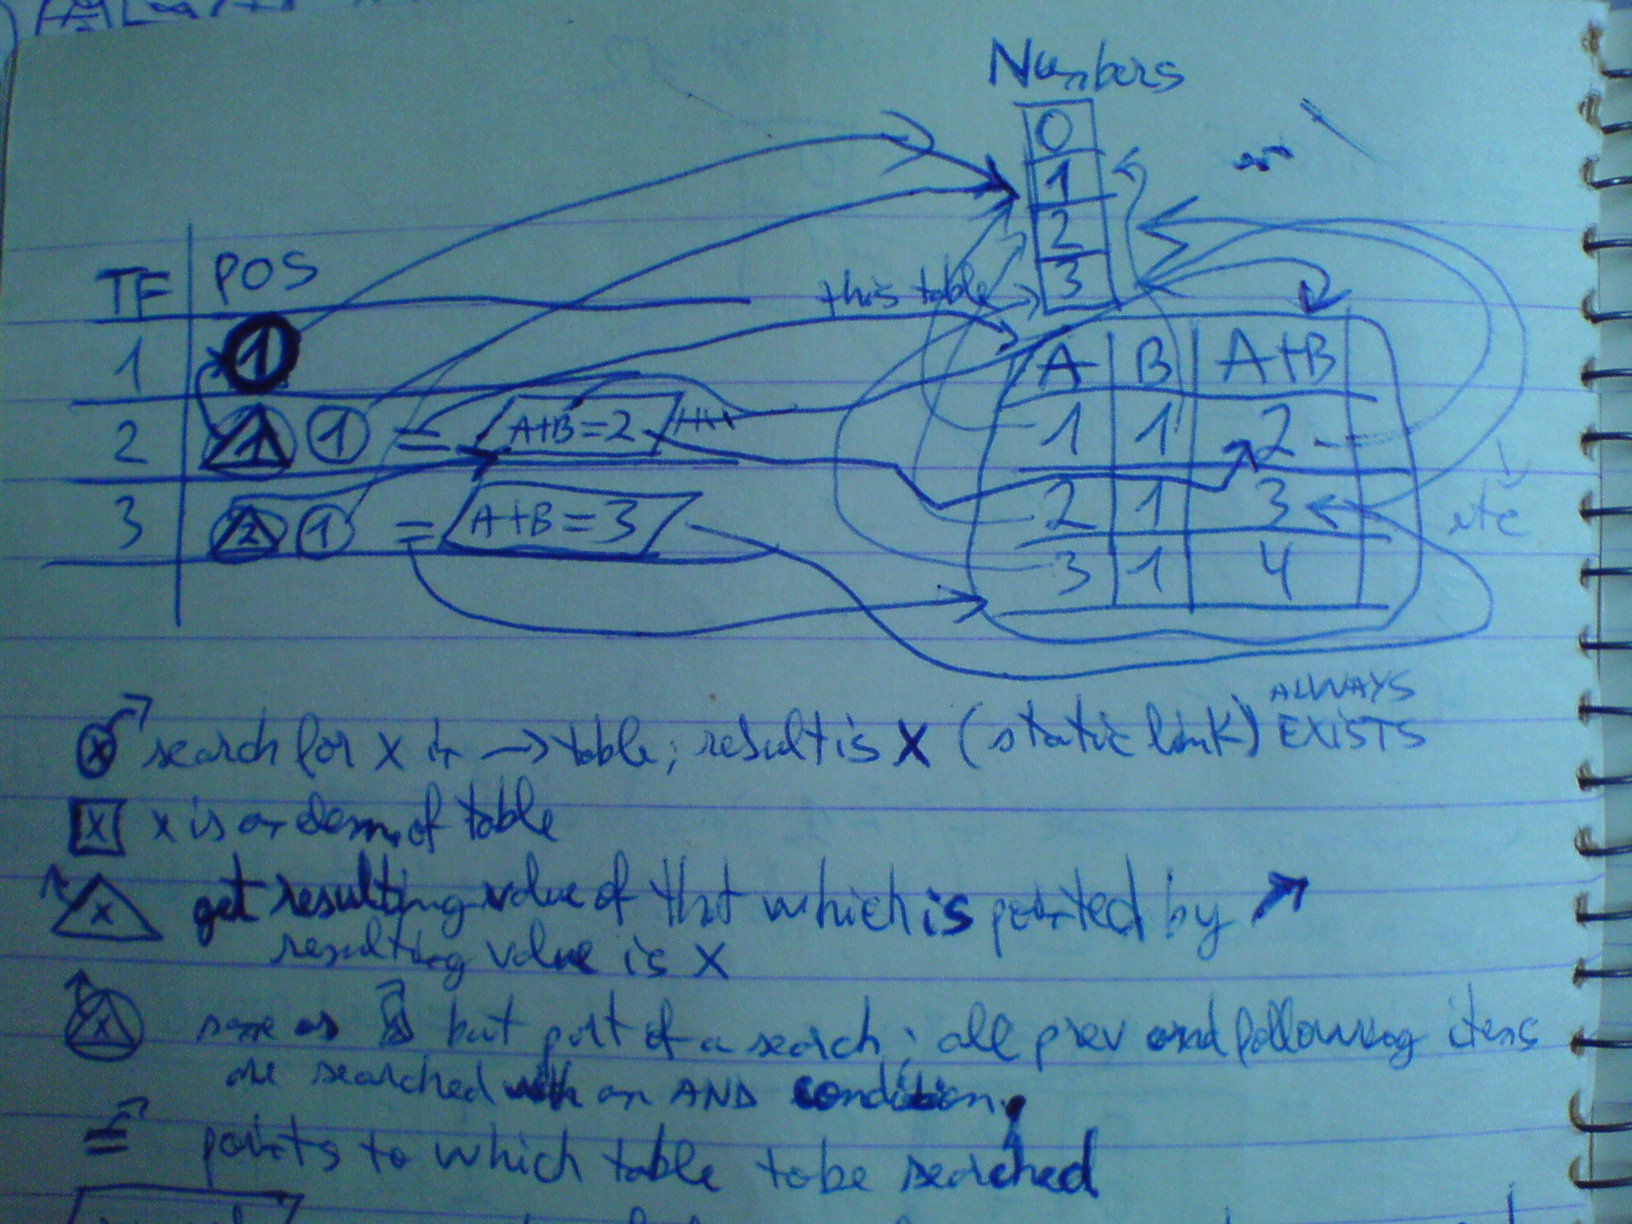 Numbers
0
1
2
3
this table
TF POS
1 1
2 1 1 = A+B=2
3 2 1 = A+B=3
A B A+B
1 1 2
2 1 3
3 1 4
etc
x search for x in → table; result is x (static link) ALWAYS EXISTS
x x is an elem. of table
x get resulting value of that which is pointed by ↗
resulting value is x
x same as but part of a search; all prev and following items
are searched with an AND condition
= points to which table to be searched